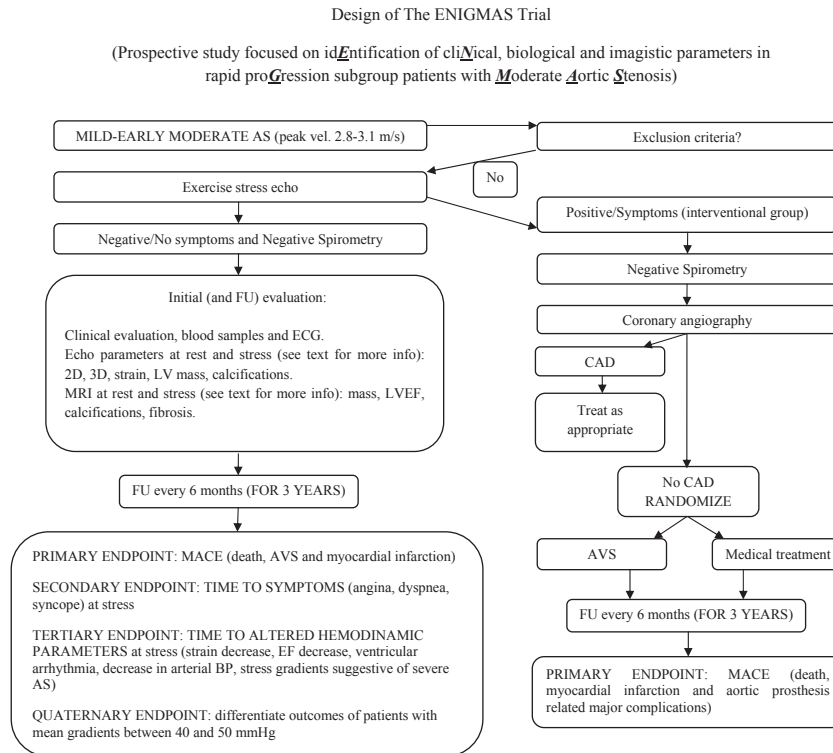 Design of The ENIGMAS Trial
(Prospective study focused on idEntification of cliNical, biological and imagistic parameters in
rapid proGression subgroup patients with Moderate Aortic Stenosis)
MILD-EARLY MODERATE AS (peak vel. 2.8-3.1 m/s)
Exclusion criteria?
No
Exercise stress echo
Positive/Symptoms (interventional group)
Negative/No symptoms and Negative Spirometry
Negative Spirometry
Initial (and FU) evaluation:
Clinical evaluation, blood samples and ECG.
Echo parameters at rest and stress (see text for more info):
2D, 3D, strain, LV mass, calcifications.
MRI at rest and stress (see text for more info): mass, LVEF,
calcifications, fibrosis.
Coronary angiography
CAD
Treat as
appropriate
FU every 6 months (FOR 3 YEARS)
No CAD
RANDOMIZE
AVS
Medical treatment
FU every 6 months (FOR 3 YEARS)
PRIMARY ENDPOINT: MACE (death, AVS and myocardial infarction)
SECONDARY ENDPOINT: TIME TO SYMPTOMS (angina, dyspnea,
syncope) at stress
TERTIARY ENDPOINT: TIME TO ALTERED HEMODINAMIC
PARAMETERS at stress (strain decrease, EF decrease, ventricular
arrhythmia, decrease in arterial BP, stress gradients suggestive of severe
AS)
QUATERNARY ENDPOINT: differentiate outcomes of patients with
mean gradients between 40 and 50 mmHg
PRIMARY ENDPOINT: MACE (death,
myocardial infarction and aortic prosthesis
related major complications)